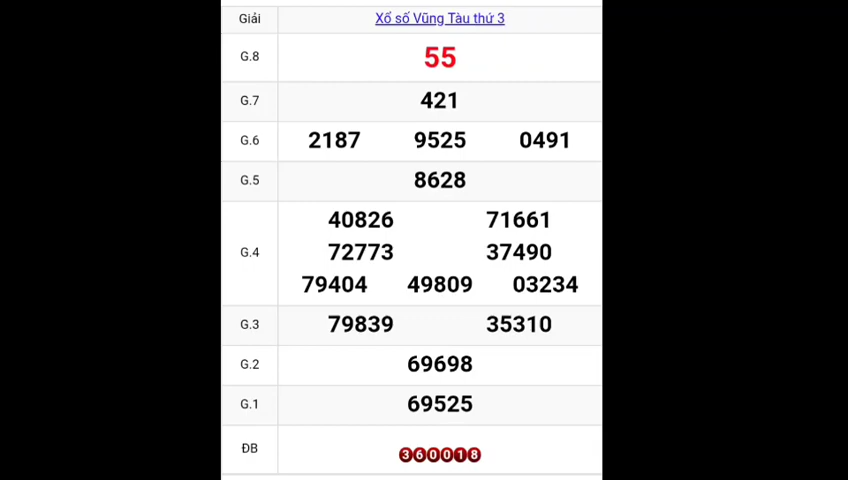 Giải Xổ số Vũng Tàu thứ 3
G.8 55
G.7 421
G.6 2187 9525 0491
G.5 8628
40826 71661
G.4 72773 37490
79404 49809 03234
G.3 79839 35310
G.2 69698
G.1 69525
ĐB 360018